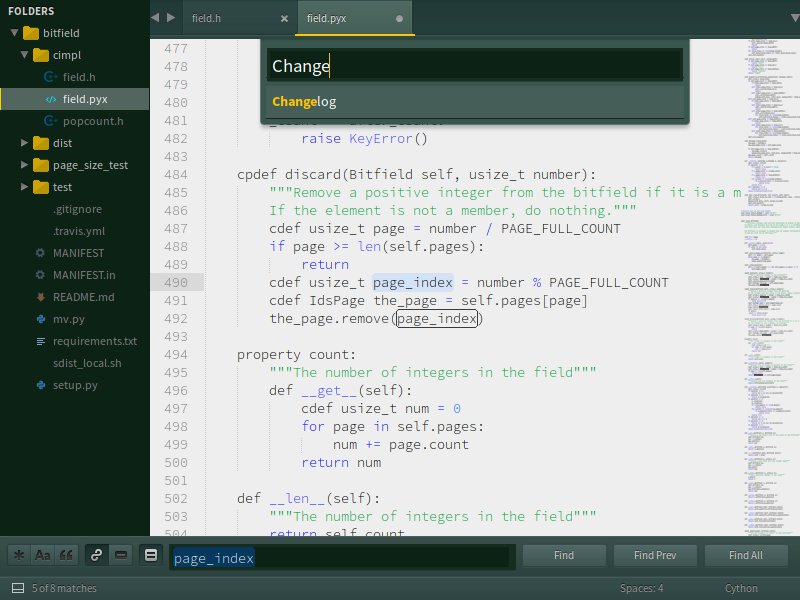 FOLDERS
bitfield
cimpl
field.h
field.pyx
popcount.h
dist
page_size_test
test
.gitignore
.travis.yml
MANIFEST
MANIFEST.in
README.md
mv.py
requirements.txt
sdist_local.sh
setup.py
field.h
field.pyx
Change
Changelog
477
478
479
480
481
482 raise KeyError()
483
484 cpdef discard(Bitfield self, usize_t number):
485 """Remove a positive integer from the bitfield if it is a m
486 If the element is not a member, do nothing."""
487 cdef usize_t page = number / PAGE_FULL_COUNT
488 if page >= len(self.pages):
489 return
490 cdef usize_t page_index = number % PAGE_FULL_COUNT
491 cdef IdsPage the_page = self.pages[page]
492 the_page.remove(page_index)
493
494 property count:
495 """The number of integers in the field"""
496 def __get__(self):
497 cdef usize_t num = 0
498 for page in self.pages:
499 num += page.count
500 return num
501
502 def __len__(self):
503 """The number of integers in the field"""
504 return self.count
Aa
page_index
Find
Find Prev
Find All
5 of 8 matches
Spaces: 4
Cython